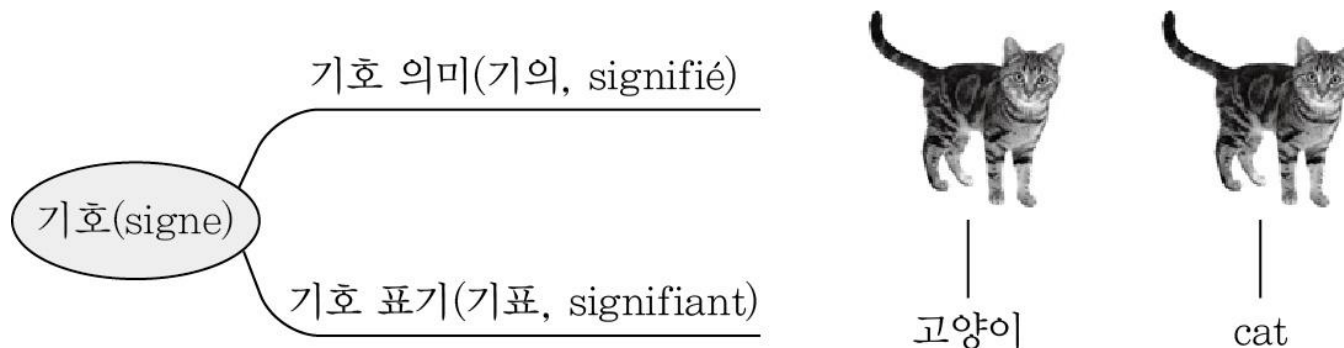 기호 의미(기의, signifié)
기호(signe)
기호 표기(기표, signifiant)
고양이
cat